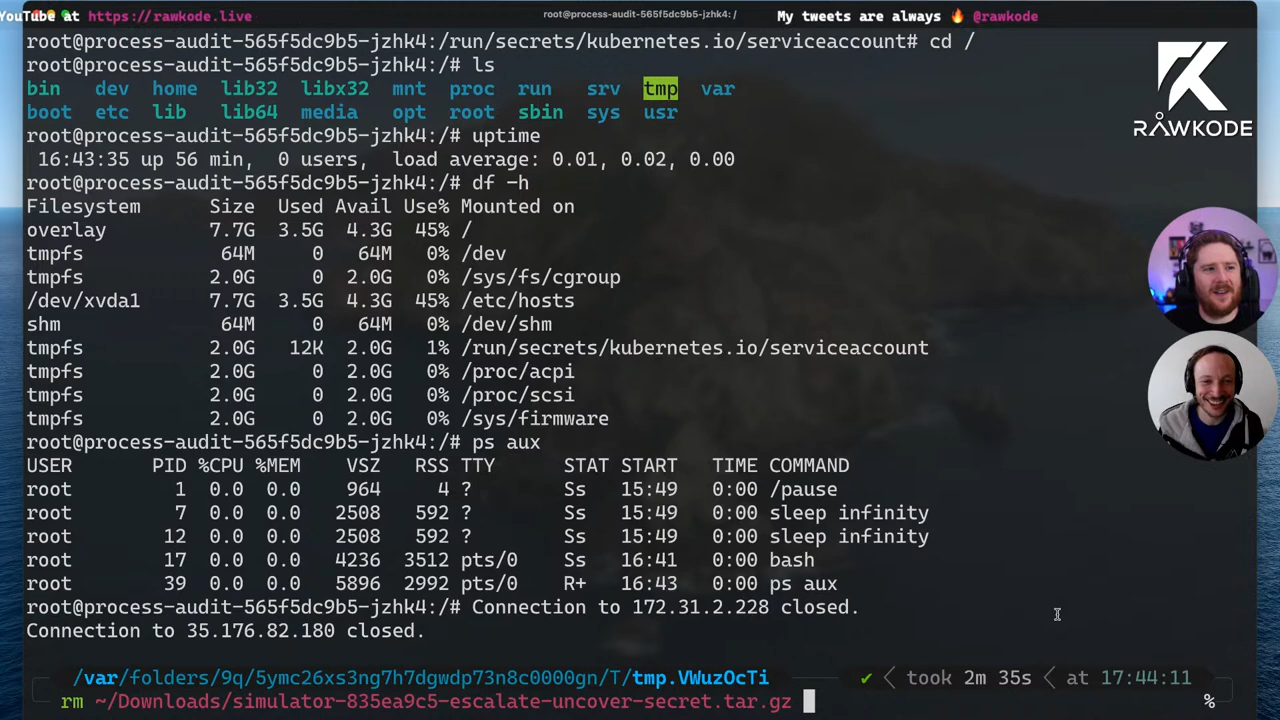 YouTube at https://rawkode.live
root@process-audit-565f5dc9b5-jzhk4: /
My tweets are always 🔥 @rawkode
root@process-audit-565f5dc9b5-jzhk4:/run/secrets/kubernetes.io/serviceaccount# cd /
root@process-audit-565f5dc9b5-jzhk4:/# ls
bin dev home lib32 libx32 mnt proc run srv tmp var
boot etc lib lib64 media opt root sbin sys usr
root@process-audit-565f5dc9b5-jzhk4:/# uptime
16:43:35 up 56 min, 0 users, load average: 0.01, 0.02, 0.00
root@process-audit-565f5dc9b5-jzhk4:/# df -h
Filesystem Size Used Avail Use% Mounted on
overlay 7.7G 3.5G 4.3G 45% /
tmpfs 64M 0 64M 0% /dev
tmpfs 2.0G 0 2.0G 0% /sys/fs/cgroup
/dev/xvda1 7.7G 3.5G 4.3G 45% /etc/hosts
shm 64M 0 64M 0% /dev/shm
tmpfs 2.0G 12K 2.0G 1% /run/secrets/kubernetes.io/serviceaccount
tmpfs 2.0G 0 2.0G 0% /proc/acpi
tmpfs 2.0G 0 2.0G 0% /proc/scsi
tmpfs 2.0G 0 2.0G 0% /sys/firmware
root@process-audit-565f5dc9b5-jzhk4:/# ps aux
USER PID %CPU %MEM VSZ RSS TTY STAT START TIME COMMAND
root 1 0.0 0.0 964 4 ? Ss 15:49 0:00 /pause
root 7 0.0 0.0 2508 592 ? Ss 15:49 0:00 sleep infinity
root 12 0.0 0.0 2508 592 ? Ss 15:49 0:00 sleep infinity
root 17 0.0 0.0 4236 3512 pts/0 Ss 16:41 0:00 bash
root 39 0.0 0.0 5896 2992 pts/0 R+ 16:43 0:00 ps aux
root@process-audit-565f5dc9b5-jzhk4:/# Connection to 172.31.2.228 closed.
Connection to 35.176.82.180 closed.
/var/folders/9q/5ymc26xs3ng7h7dgwdp73n8c0000gn/T/tmp.VWuzOcTi ✔ took 2m 35s at 17:44:11
rm ~/Downloads/simulator-835ea9c5-escalate-uncover-secret.tar.gz %
RAWKODE